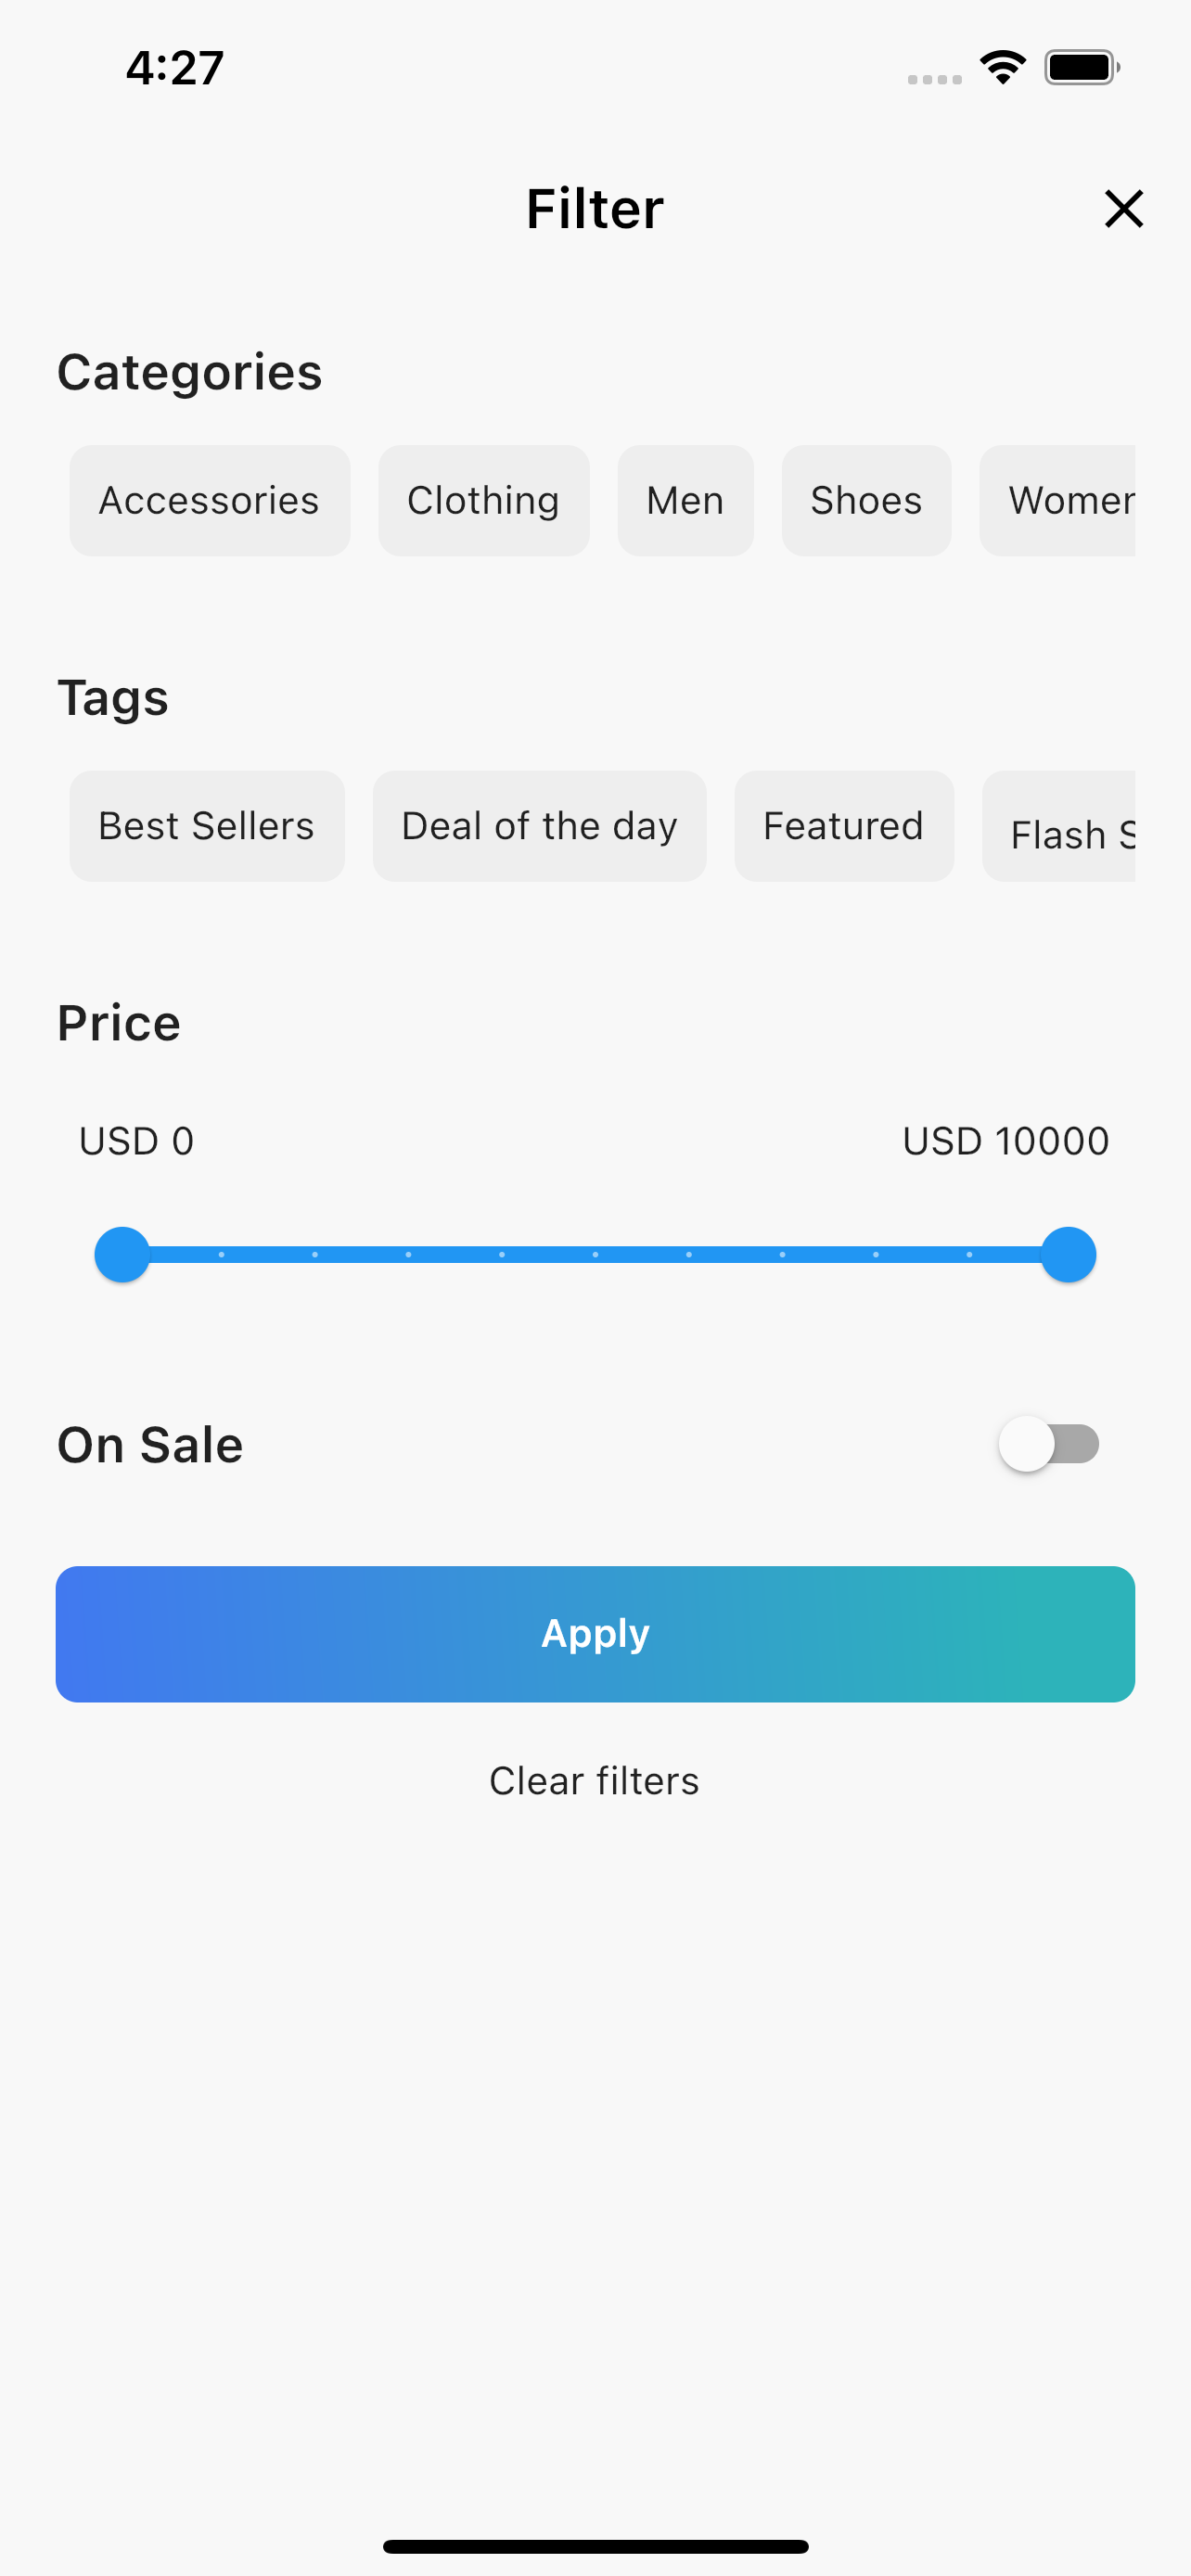 4:27
Filter
Categories
Accessories Clothing Men Shoes
Tags
Best Sellers Deal of the day Featured Flash
Price
USD 0 USD 10000
On Sale
Apply
Clear filters